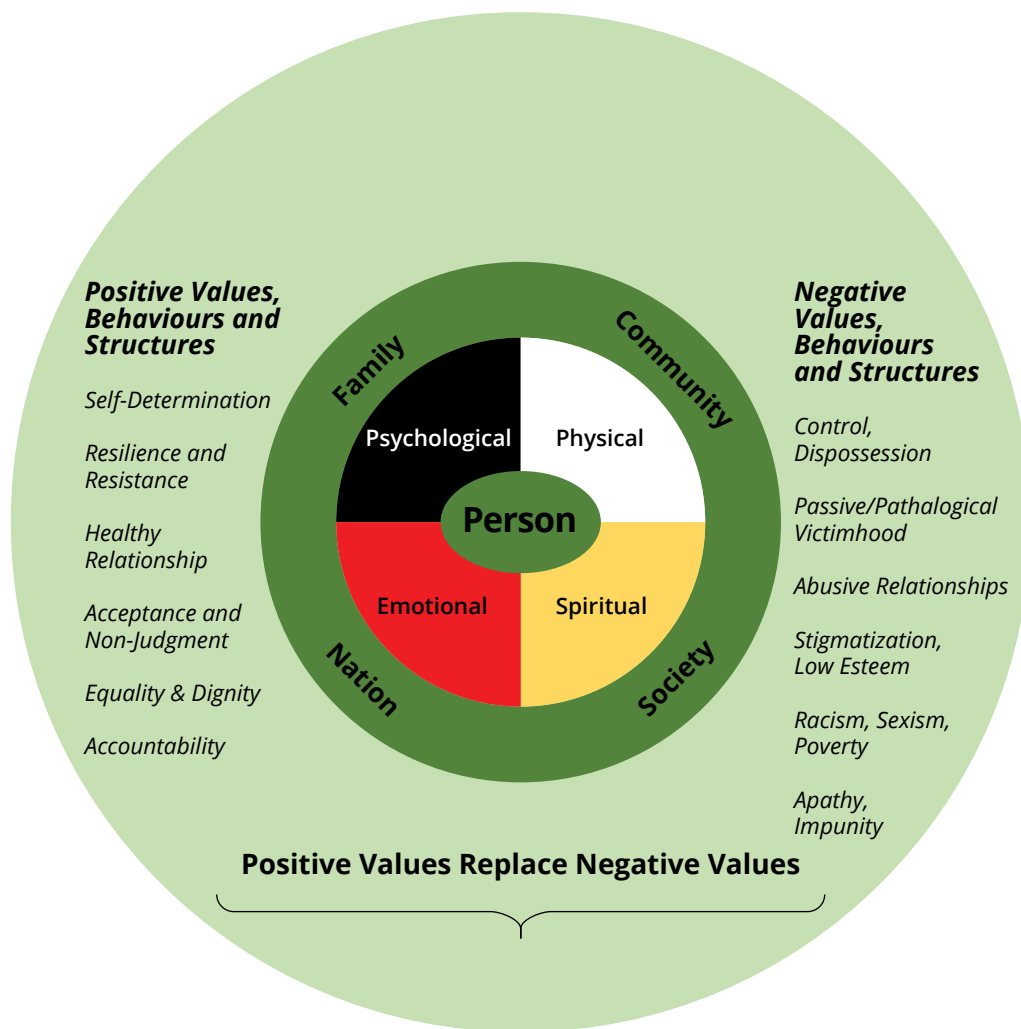 Positive Values,
Behaviours and
Structures
Self-Determination
Resilience and
Resistance
Healthy
Relationship
Acceptance and
Non-Judgment
Equality & Dignity
Accountability
Family
Community
Psychological
Physical
Person
Emotional
Spiritual
Nation
Society
Negative
Values,
Behaviours
and Structures
Control,
Dispossession
Passive/Pathalogical
Victimhood
Abusive Relationships
Stigmatization,
Low Esteem
Racism, Sexism,
Poverty
Apathy,
Impunity
Positive Values Replace Negative Values